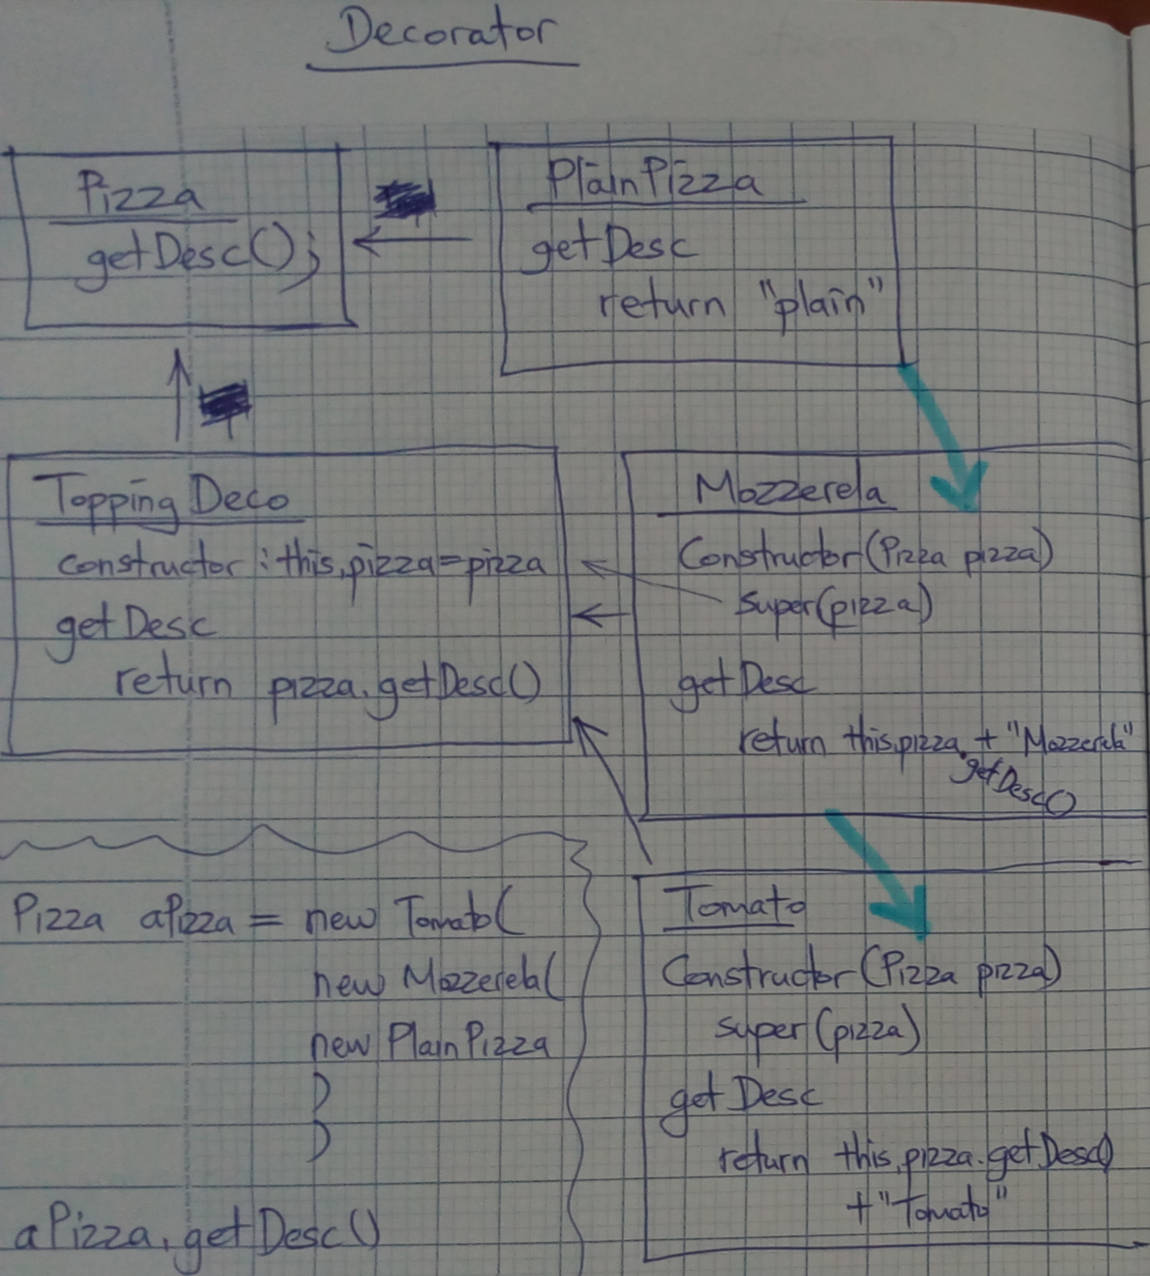 Decorator
Pizza
getDesc();
PlainPizza
getDesc
return "plain"
Topping Deco
constructor : this.pizza=pizza
getDesc
return pizza.getDesc()
Mozzerela
Constructor(Pizza pizza)
super(pizza)
getDesc
return this.pizza. + "Mozzerela"
getDesc()
Pizza aPizza = new Tomato(
new Mozzerela(
new PlainPizza
)
)
aPizza.getDesc()
Tomato
Constructor(Pizza pizza)
super(pizza)
getDesc
return this.pizza.getDesc()
+ "Tomato"